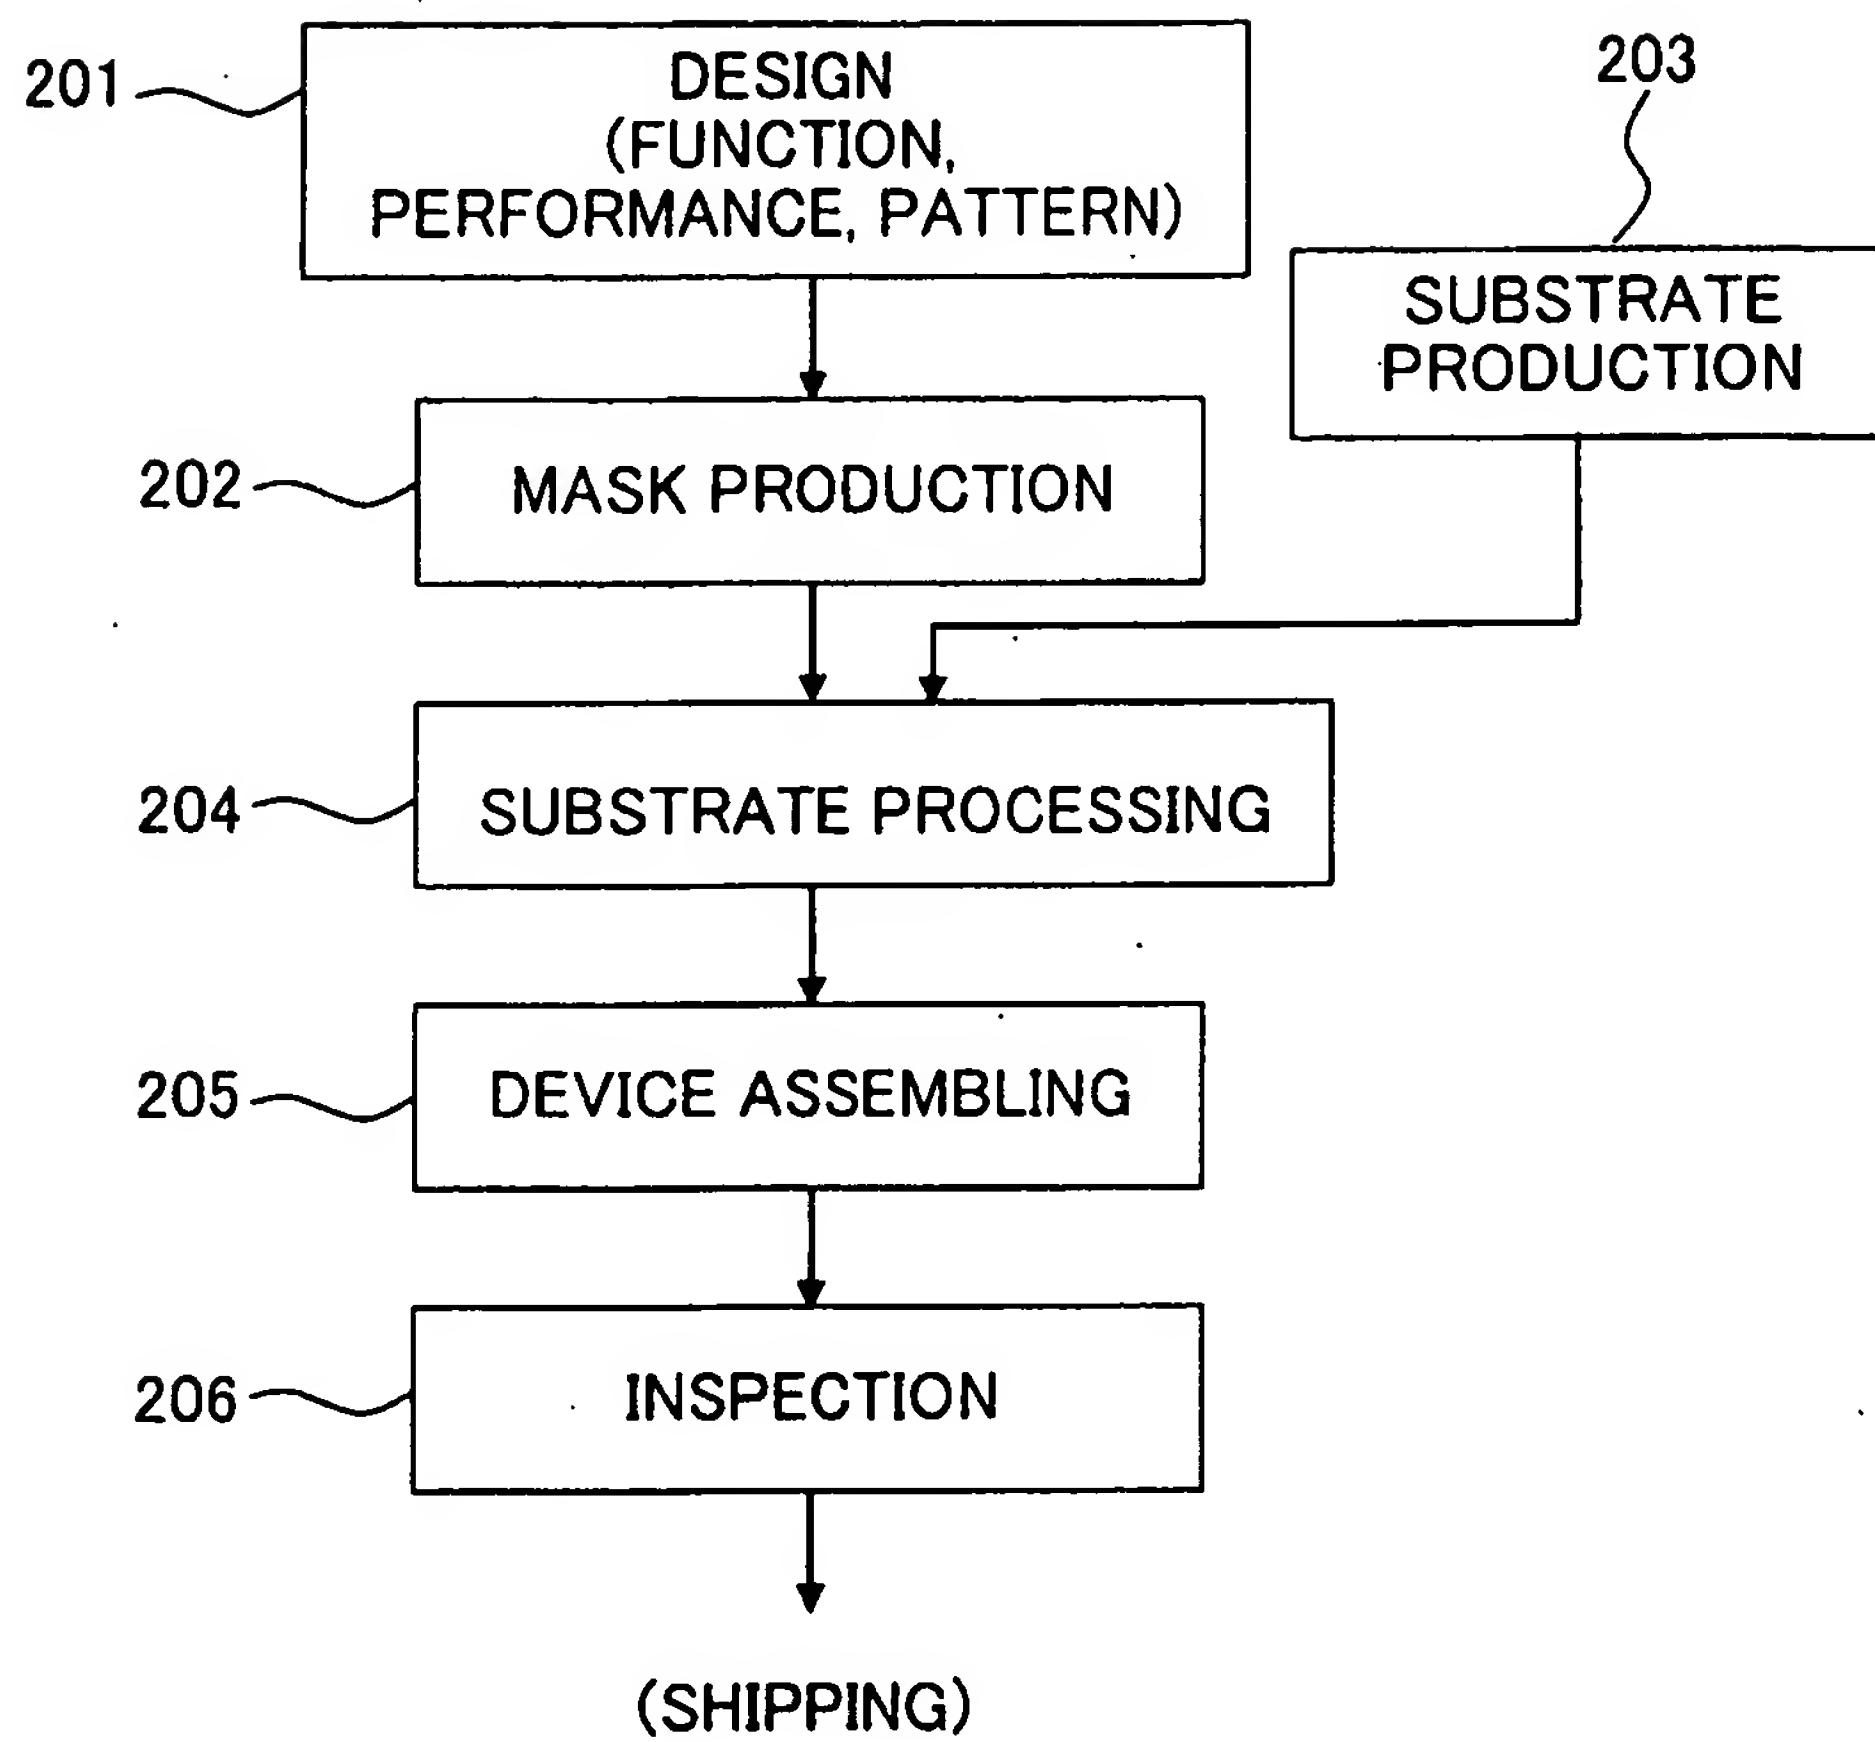 201
DESIGN
(FUNCTION,
PERFORMANCE, PATTERN)
203
SUBSTRATE
PRODUCTION
202
MASK PRODUCTION
204
SUBSTRATE PROCESSING
205
DEVICE ASSEMBLING
206
INSPECTION
(SHIPPING)